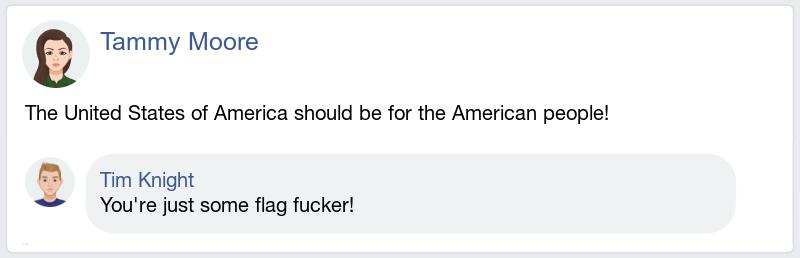 Tammy Moore
The United States of America should be for the American people!
Tim Knight
You're just some flag fucker!